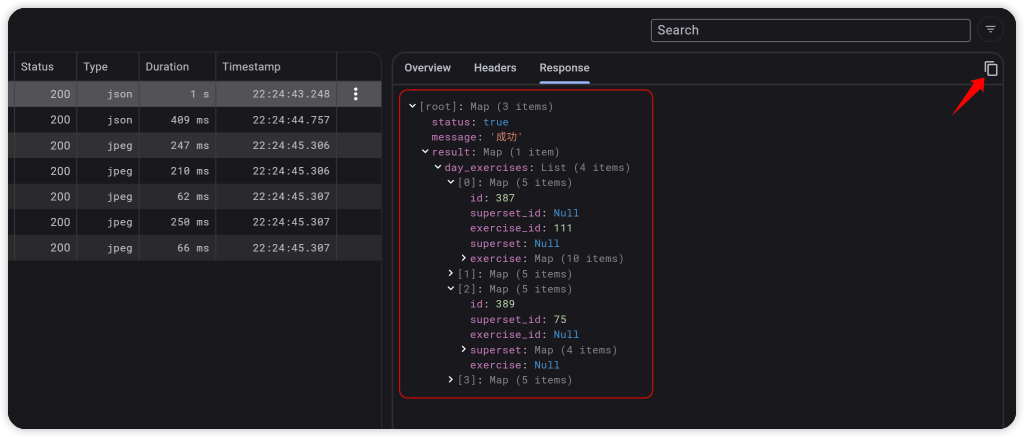 Search
Status Type Duration Timestamp
200 json 1 s 22:24:43.248
200 json 409 ms 22:24:44.757
200 jpeg 247 ms 22:24:45.306
200 jpeg 210 ms 22:24:45.306
200 jpeg 62 ms 22:24:45.307
200 jpeg 250 ms 22:24:45.307
200 jpeg 66 ms 22:24:45.307
Overview Headers Response
[root]: Map (3 items)
status: true
message: '成功'
result: Map (1 item)
day_exercises: List (4 items)
[0]: Map (5 items)
id: 387
superset_id: Null
exercise_id: 111
superset: Null
exercise: Map (10 items)
[1]: Map (5 items)
[2]: Map (5 items)
id: 389
superset_id: 75
exercise_id: Null
superset: Map (4 items)
exercise: Null
[3]: Map (5 items)